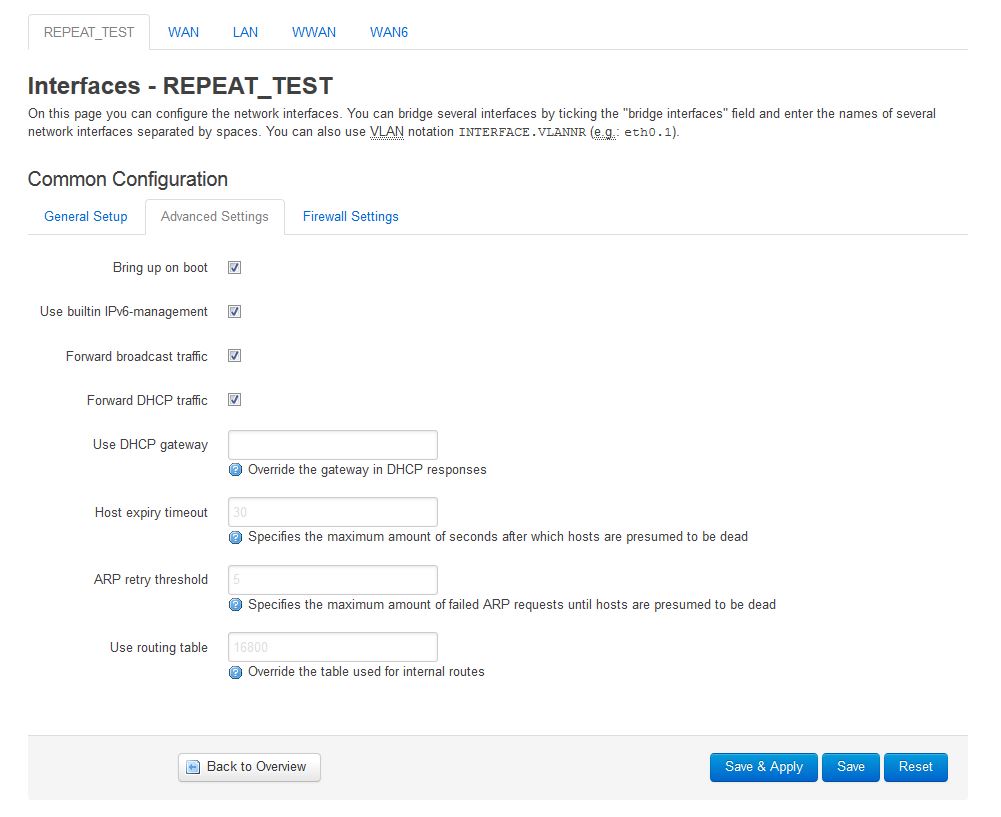 REPEAT_TEST WAN LAN WWAN WAN6
Interfaces - REPEAT_TEST
On this page you can configure the network interfaces. You can bridge several interfaces by ticking the "bridge interfaces" field and enter the names of several
network interfaces separated by spaces. You can also use VLAN notation INTERFACE.VLANNR (e.g.: eth0.1).
Common Configuration
General Setup Advanced Settings Firewall Settings
Bring up on boot
Use builtin IPv6-management
Forward broadcast traffic
Forward DHCP traffic
Use DHCP gateway
Override the gateway in DHCP responses
Host expiry timeout 30
Specifies the maximum amount of seconds after which hosts are presumed to be dead
ARP retry threshold 5
Specifies the maximum amount of failed ARP requests until hosts are presumed to be dead
Use routing table 16800
Override the table used for internal routes
Back to Overview Save & Apply Save Reset